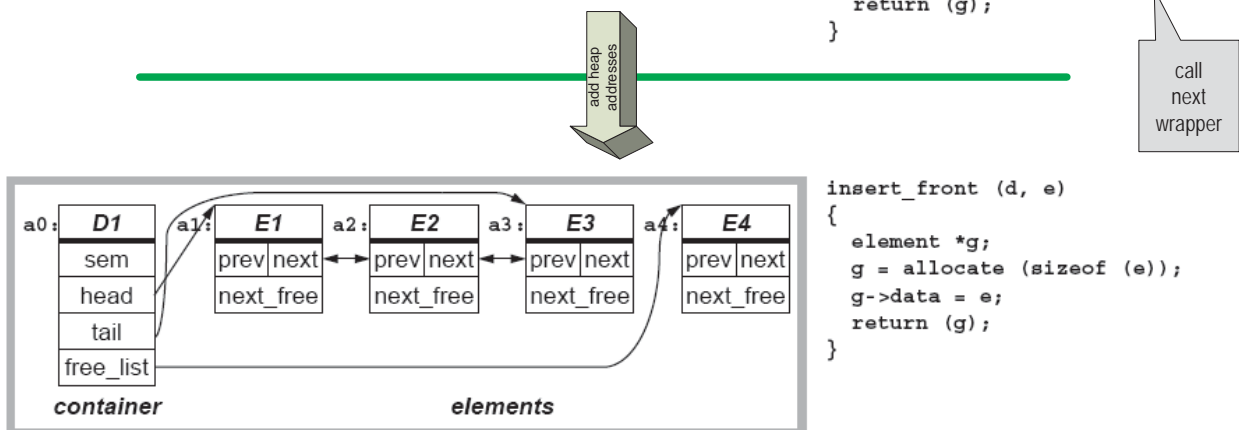 return (g);
}
call
next
wrapper
add heap
addresses
insert_front (d, e)
{
element *g;
g = allocate (sizeof (e));
g->data = e;
return (g);
}
a0: D1 a1: E1 a2: E2 a3: E3 a4: E4
sem prev next prev next prev next prev next
head next_free next_free next_free next_free
tail
free_list
container elements